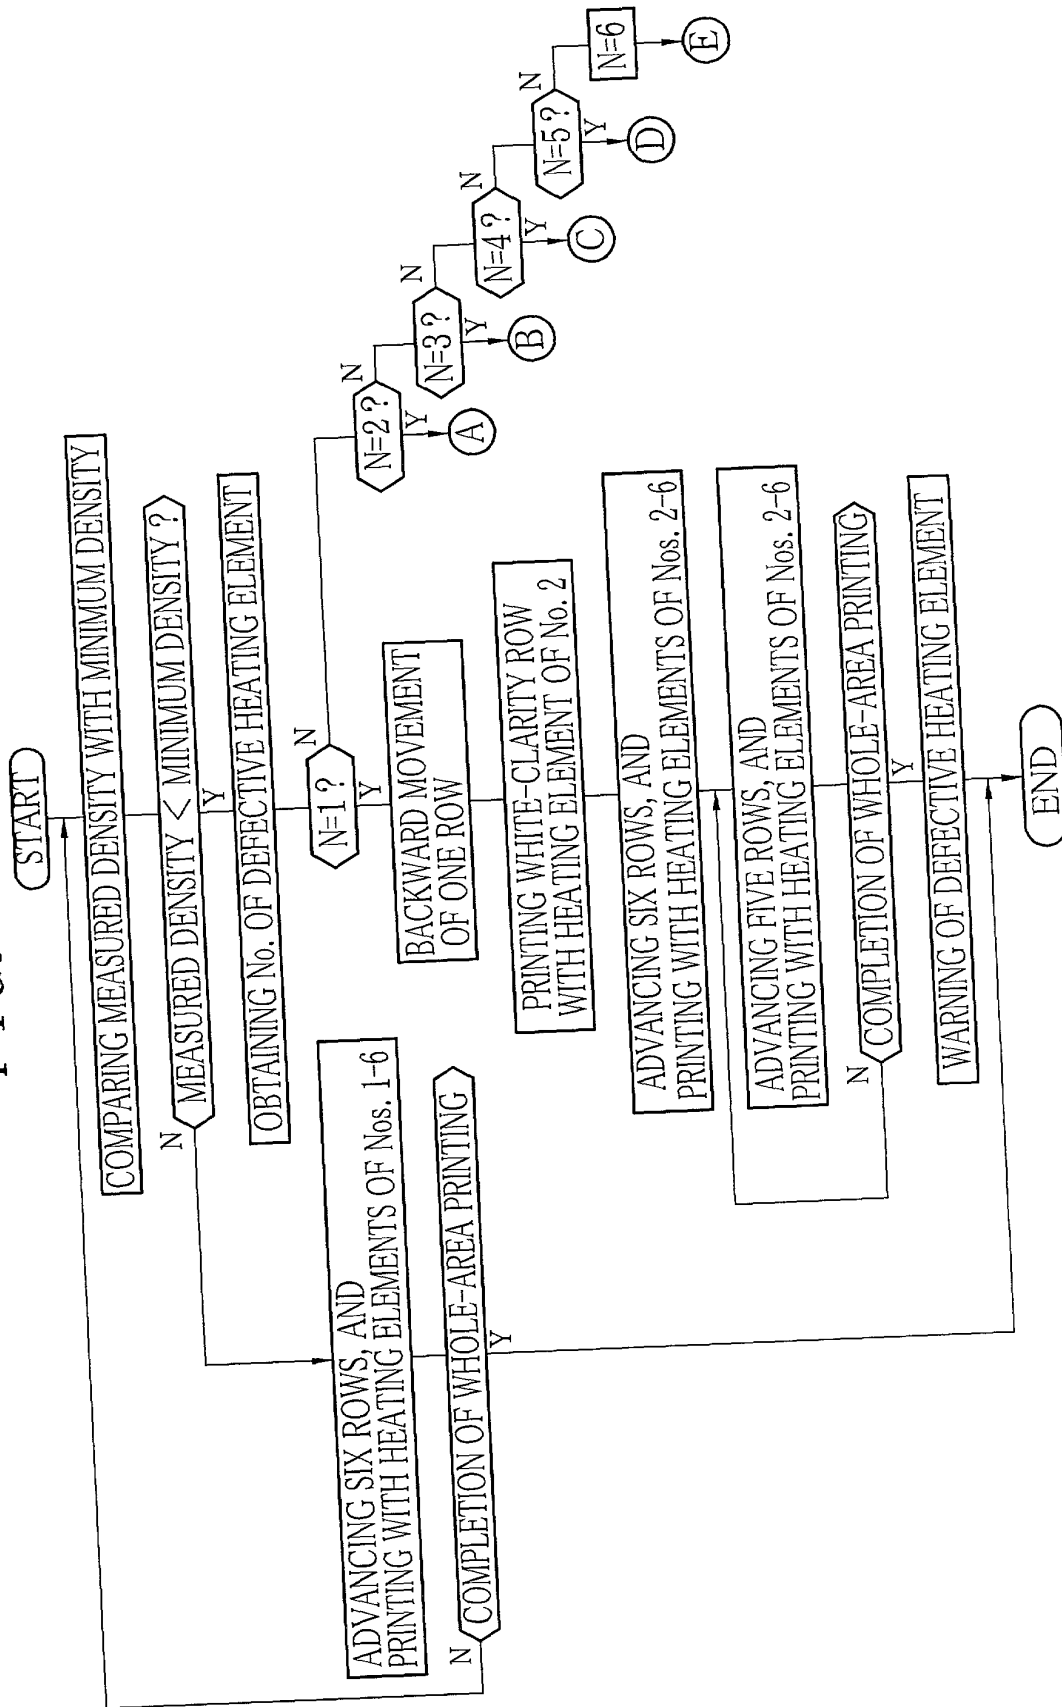 START
COMPARING MEASURED DENSITY WITH MINIMUM DENSITY
MEASURED DENSITY < MINIMUM DENSITY ?
N
Y
OBTAINING No. OF DEFECTIVE HEATING ELEMENT
N=1 ?
N
Y
N=2 ?
N
Y
A
N=3 ?
N
Y
B
N=4 ?
N
Y
C
N=5 ?
N
Y
D
N=6
E
BACKWARD MOVEMENT
OF ONE ROW
PRINTING WHITE-CLARITY ROW
WITH HEATING ELEMENT OF No. 2
ADVANCING SIX ROWS, AND
PRINTING WITH HEATING ELEMENTS OF Nos. 2-6
ADVANCING FIVE ROWS, AND
PRINTING WITH HEATING ELEMENTS OF Nos. 2-6
COMPLETION OF WHOLE-AREA PRINTING
N
Y
WARNING OF DEFECTIVE HEATING ELEMENT
END
ADVANCING SIX ROWS, AND
PRINTING WITH HEATING ELEMENTS OF Nos. 1-6
COMPLETION OF WHOLE-AREA PRINTING
N
Y